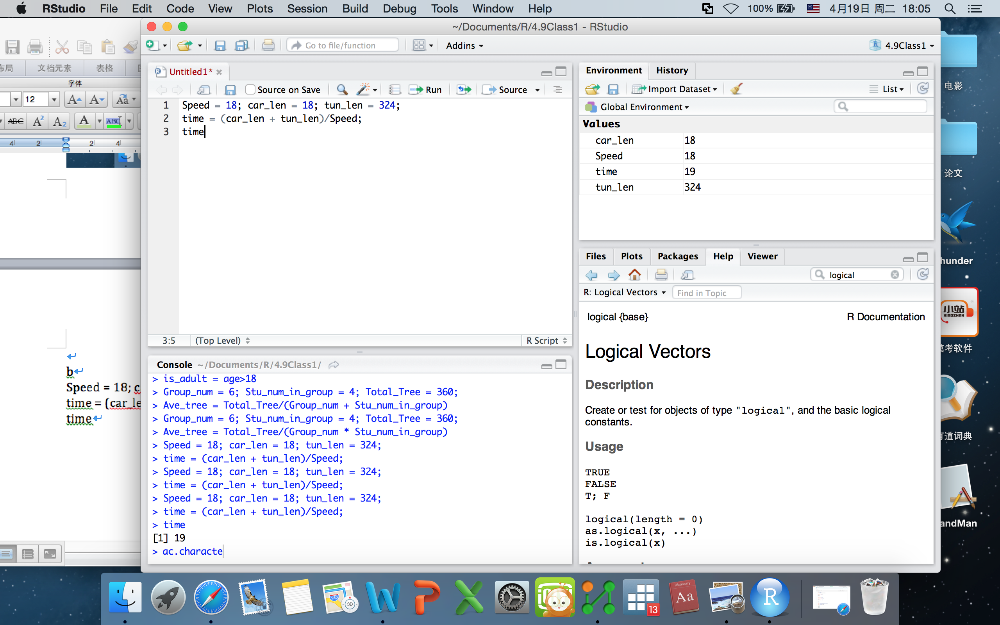 RStudio File Edit Code View Plots Session Build Debug Tools Window Help 100% 4月19日 周二 18:05
~/Documents/R/4.9Class1 - RStudio
Go to file/function Addins 4.9Class1
布局 文档元素 表格
字体
12
ABC A2 A2 A ABC
4 2 2 4
b
Speed = 18; c
time = (car_le
time
Untitled1*
Source on Save Run Source
1 Speed = 18; car_len = 18; tun_len = 324;
2 time = (car_len + tun_len)/Speed;
3 time
3:5 (Top Level) R Script
Console ~/Documents/R/4.9Class1/
> is_adult = age>18
> Group_num = 6; Stu_num_in_group = 4; Total_Tree = 360;
> Ave_tree = Total_Tree/(Group_num + Stu_num_in_group)
> Group_num = 6; Stu_num_in_group = 4; Total_Tree = 360;
> Ave_tree = Total_Tree/(Group_num * Stu_num_in_group)
> Speed = 18; car_len = 18; tun_len = 324;
> time = (car_len + tun_len)/Speed;
> Speed = 18; car_len = 18; tun_len = 324;
> time = (car_len + tun_len)/Speed;
> Speed = 18; car_len = 18; tun_len = 324;
> time = (car_len + tun_len)/Speed;
> time
[1] 19
> ac.characte
Environment History
Import Dataset List
Global Environment
Values
car_len 18
Speed 18
time 19
tun_len 324
Files Plots Packages Help Viewer
logical
R: Logical Vectors Find in Topic
logical {base} R Documentation
Logical Vectors
Description
Create or test for objects of type "logical", and the basic logical
constants.
Usage
TRUE
FALSE
T; F
logical(length = 0)
as.logical(x, ...)
is.logical(x)
电影
论文
hunder
小站
XIAOZHAN
考软件
道词典
andMan
280
3D
13
Dictionary
Aa
R